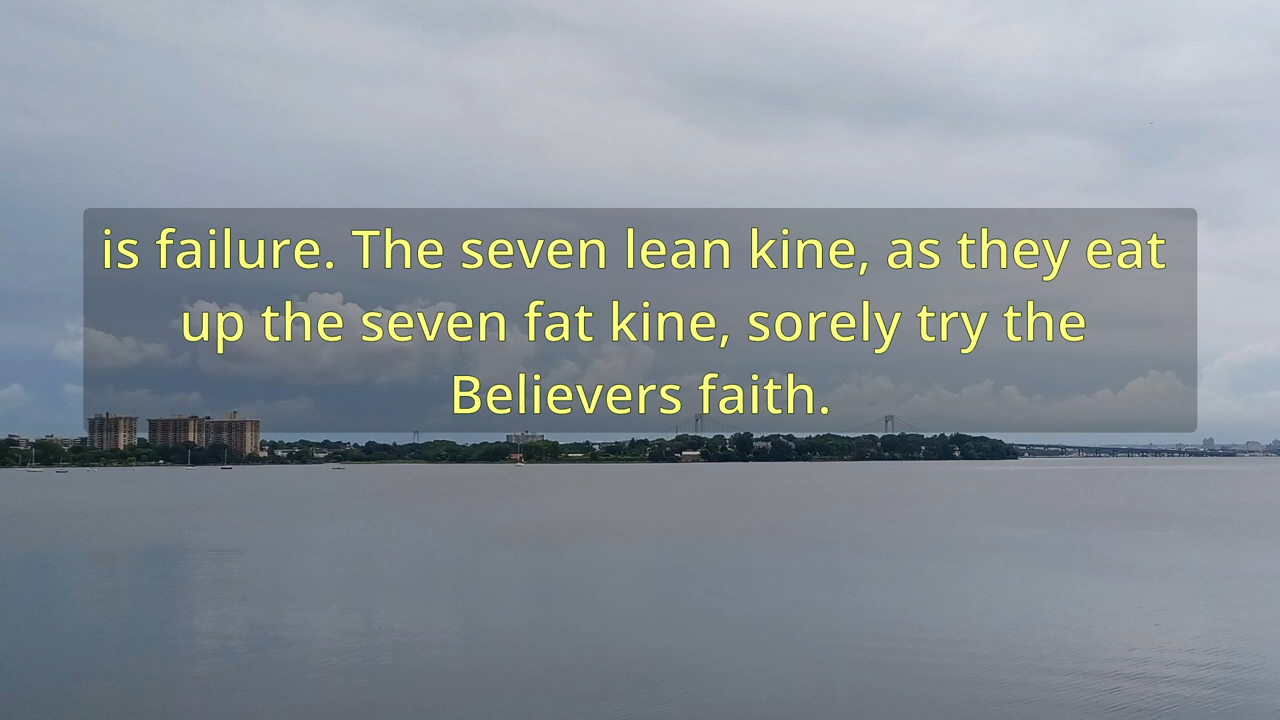 is failure. The seven lean kine, as they eat
up the seven fat kine, sorely try the
Believers faith.